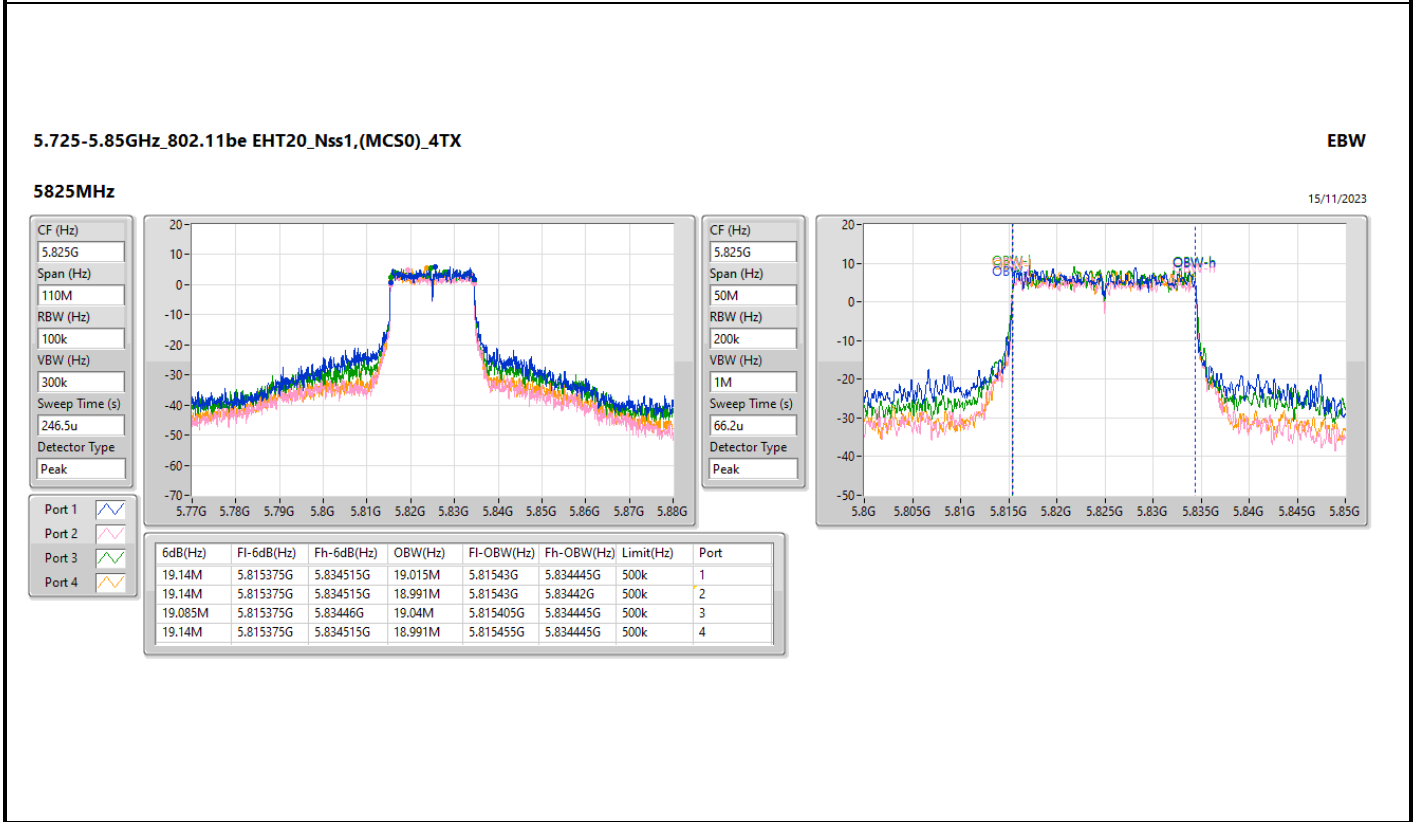 5.725-5.85GHz_802.11be EHT20_Nss1,(MCS0)_4TX
EBW
5825MHz
15/11/2023
CF (Hz)
5.825G
Span (Hz)
110M
RBW (Hz)
100k
VBW (Hz)
300k
Sweep Time (s)
246.5u
Detector Type
Peak
20
10
0
-10
-20
-30
-40
-50
-60
-70
5.77G 5.78G 5.79G 5.8G 5.81G 5.82G 5.83G 5.84G 5.85G 5.86G 5.87G 5.88G
CF (Hz)
5.825G
Span (Hz)
50M
RBW (Hz)
200k
VBW (Hz)
1M
Sweep Time (s)
66.2u
Detector Type
Peak
20
10
0
-10
-20
-30
-40
-50
OBW-h
5.8G 5.805G 5.81G 5.815G 5.82G 5.825G 5.83G 5.835G 5.84G 5.845G 5.85G
Port 1
Port 2
Port 3
Port 4
6dB(Hz) Fl-6dB(Hz) Fh-6dB(Hz) OBW(Hz) Fl-OBW(Hz) Fh-OBW(Hz) Limit(Hz) Port
19.14M 5.815375G 5.834515G 19.015M 5.81543G 5.834445G 500k 1
19.14M 5.815375G 5.834515G 18.991M 5.81543G 5.83442G 500k 2
19.085M 5.815375G 5.83446G 19.04M 5.815405G 5.834445G 500k 3
19.14M 5.815375G 5.834515G 18.991M 5.815455G 5.834445G 500k 4